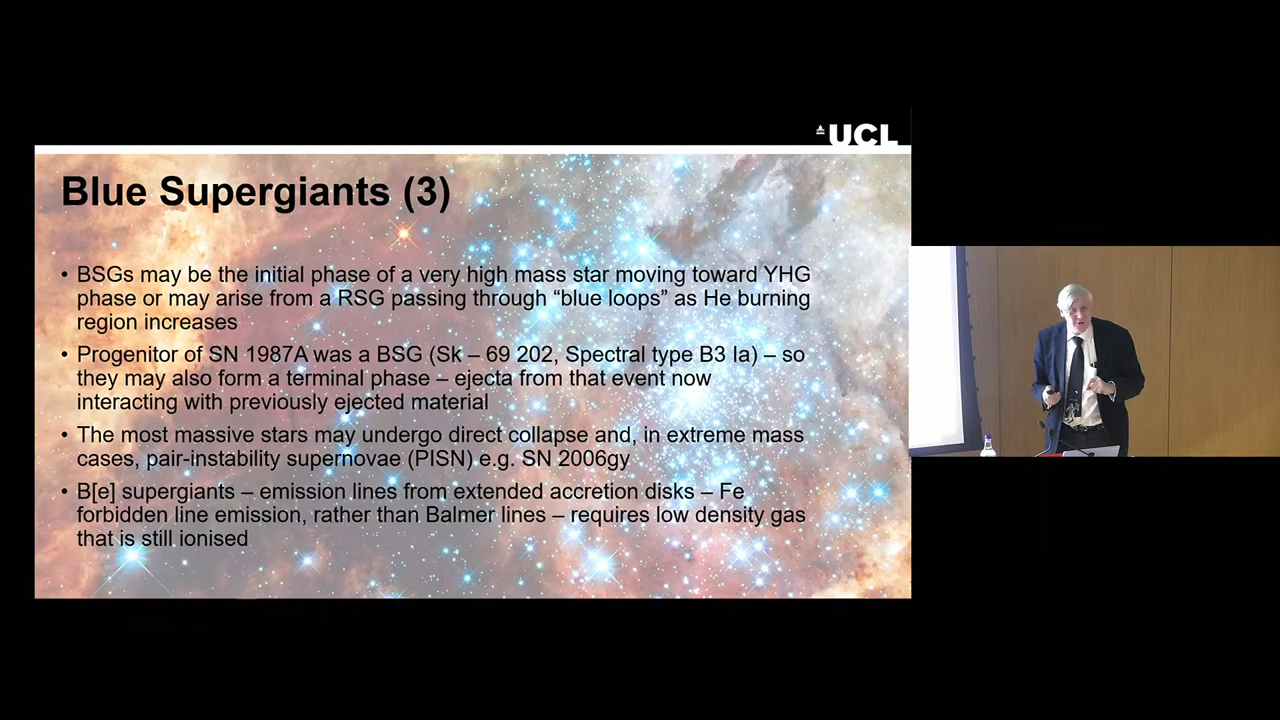 UCL
Blue Supergiants (3)
• BSGs may be the initial phase of a very high mass star moving toward YHG
phase or may arise from a RSG passing through “blue loops” as He burning
region increases
• Progenitor of SN 1987A was a BSG (Sk – 69 202, Spectral type B3 Ia) – so
they may also form a terminal phase – ejecta from that event now
interacting with previously ejected material
• The most massive stars may undergo direct collapse and, in extreme mass
cases, pair-instability supernovae (PISN) e.g. SN 2006gy
• B[e] supergiants – emission lines from extended accretion disks – Fe
forbidden line emission, rather than Balmer lines – requires low density gas
that is still ionised